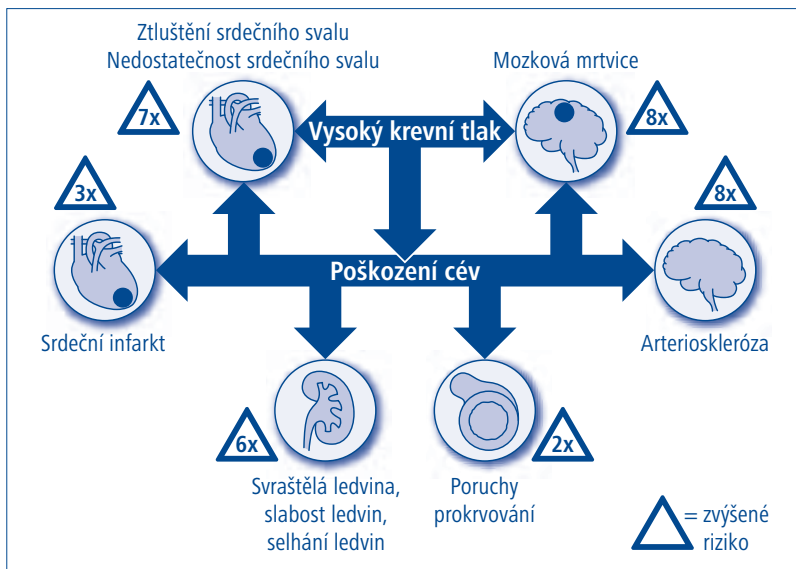 Ztluštění srdečního svalu
Nedostatečnost srdečního svalu
Mozková mrtvice
7x
Vysoký krevní tlak
8x
3x
8x
Poškození cév
Srdeční infarkt
Arterioskleróza
6x
2x
Svraštělá ledvina,
slabost ledvin,
selhání ledvin
Poruchy
prokrvování
= zvýšené
riziko